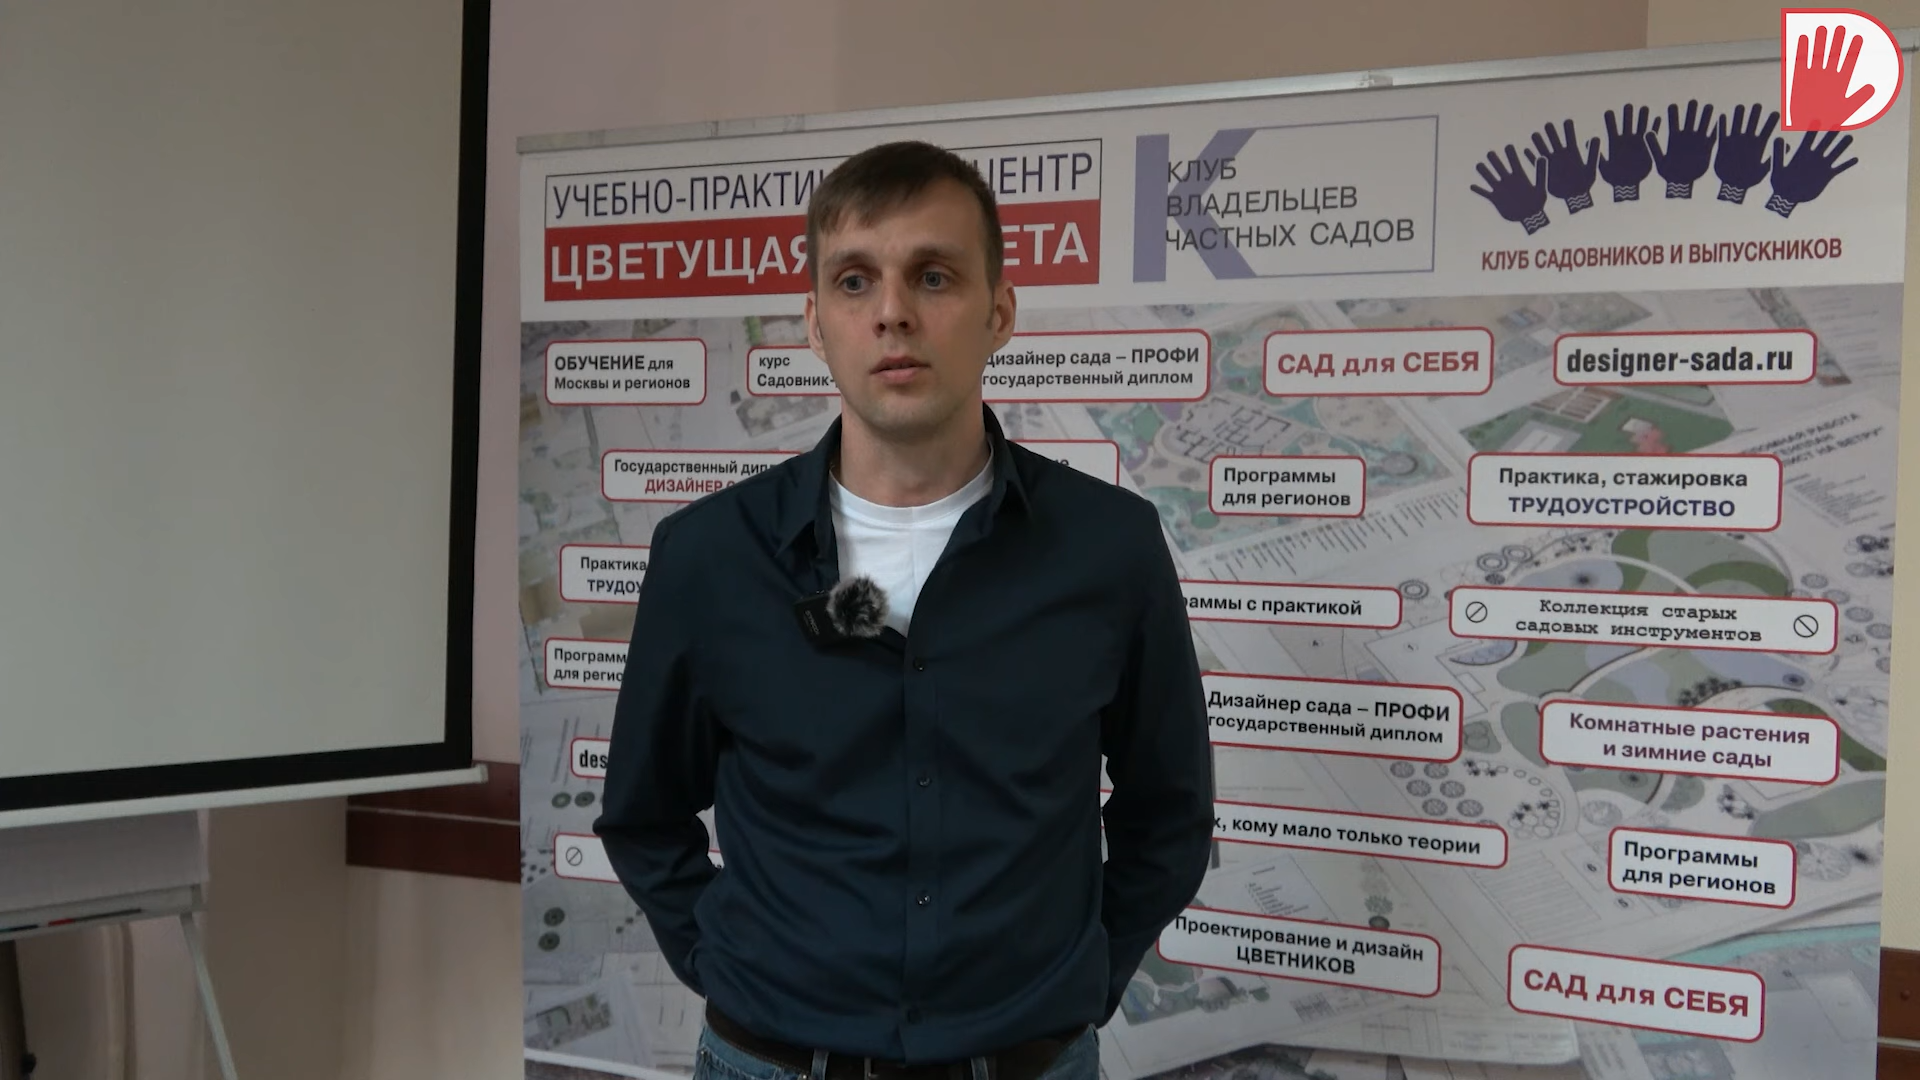 УЧЕБНО-ПРАКТИ ЦЕНТР
ЦВЕТУЩАЯ ЕТА
КЛУБ
ВЛАДЕЛЬЦЕВ
ЧАСТНЫХ САДОВ
КЛУБ САДОВНИКОВ И ВЫПУСКНИКОВ
ОБУЧЕНИЕ для
Москвы и регионов
курс
Садовник-
Дизайнер сада – ПРОФИ
государственный диплом
САД для СЕБЯ
designer-sada.ru
Государственный дип
ДИЗАЙНЕР
Программы
для регионов
Практика, стажировка
ТРУДОУСТРОЙСТВО
Практика
ТРУДОУ
раммы с практикой
Коллекция старых
садовых инструментов
Программ
для регио
Дизайнер сада – ПРОФИ
государственный диплом
Комнатные растения
и зимние сады
des
х, кому мало только теории
Программы
для регионов
Проектирование и дизайн
ЦВЕТНИКОВ
САД для СЕБЯ